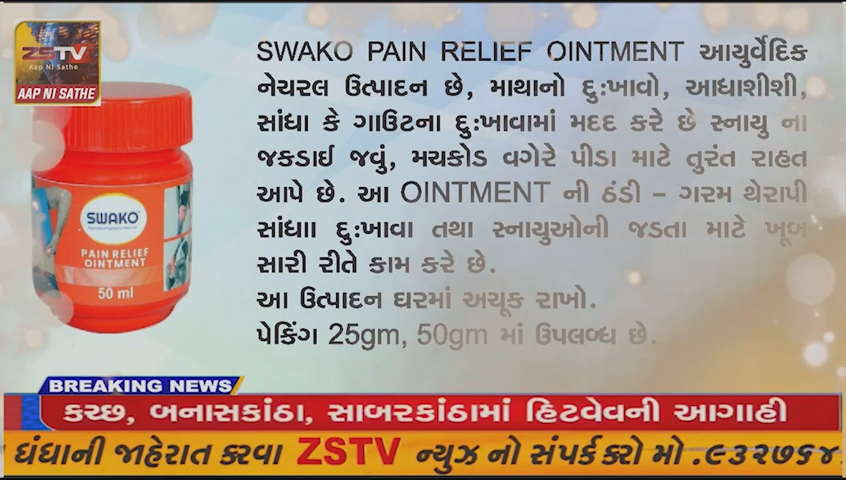 ZSTV
Aap Ni Sathe
AAP NI SATHE
SWAKO PAIN RELIEF OINTMENT આયુર્વેદિક
નેચરલ ઉત્પાદન છે, માથાનો દુઃખાવો, આધાશીશી,
સાંધા કે ગાઉટના દુઃખાવામાં મદદ કરે છે સ્નાયુ ના
જકડાઈ જવું, મચકોડ વગેરે પીડા માટે તુરંત રાહત
આપે છે. આ OINTMENT ની ઠંડી – ગરમ થેરાપી
સાંધાા દુઃખાવા તથા સ્નાયુઓની જડતા માટે ખૂબ
સારી રીતે કામ કરે છે.
આ ઉત્પાદન ઘરમાં અચૂક રાખો.
પેકિંગ 25gm, 50gm માં ઉપલબ્ધ છે.
SWAKO
PAIN RELIEF
OINTMENT
50 ml
BREAKING NEWS
કચ્છ, બનાસકાંઠા, સાબરકાંઠામાં હિટવેવની આગાહી
ધંધાની જાહેરાત કરવા ZSTV ન્યુઝ નો સંપર્ક કરો મો .૯૩૨૭૬૪